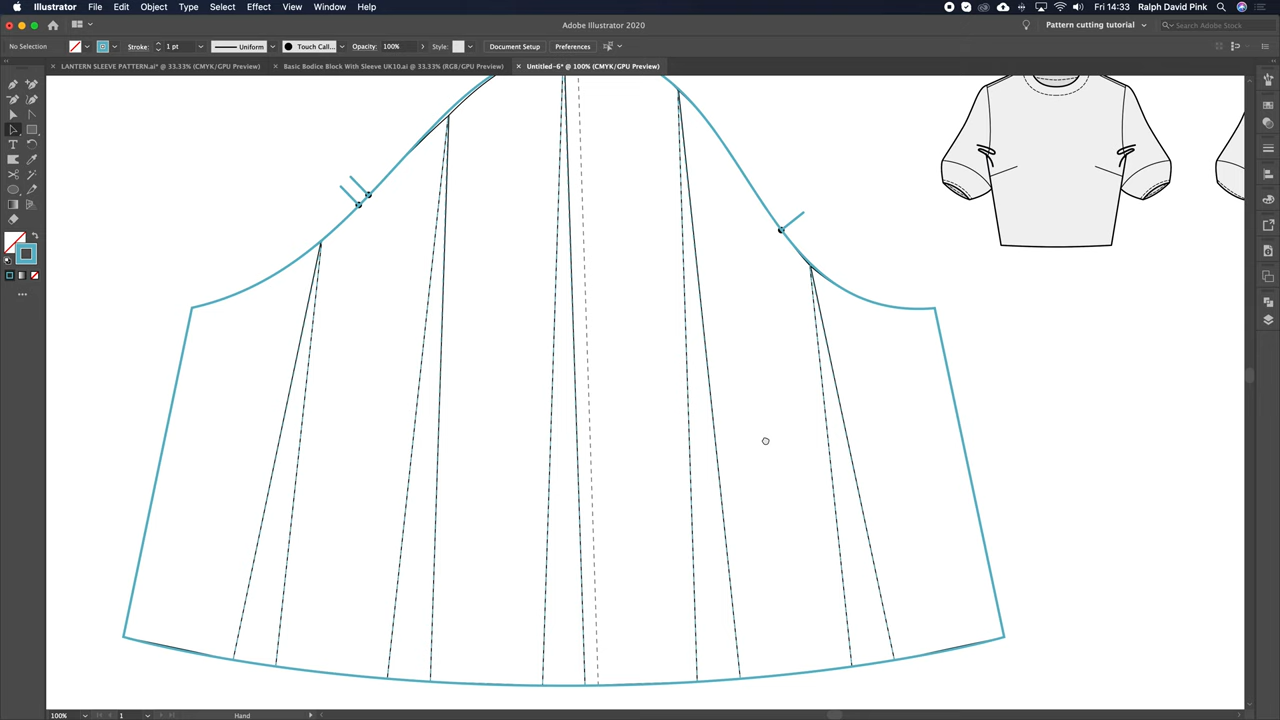 Illustrator File Edit Object Type Select Effect View Window Help Fri 14:33 Ralph David Pink
Adobe Illustrator 2020 Pattern cutting tutorial Search Adobe Stock
No Selection Stroke: 1 pt Uniform Touch Call... Opacity: 100% Style: Document Setup Preferences
× LANTERN SLEEVE PATTERN.ai* @ 33.33% (CMYK/GPU Preview) × Basic Bodice Block With Sleeve UK10.ai @ 33.33% (RGB/GPU Preview) × Untitled-6* @ 100% (CMYK/GPU Preview)
100% 1 Hand